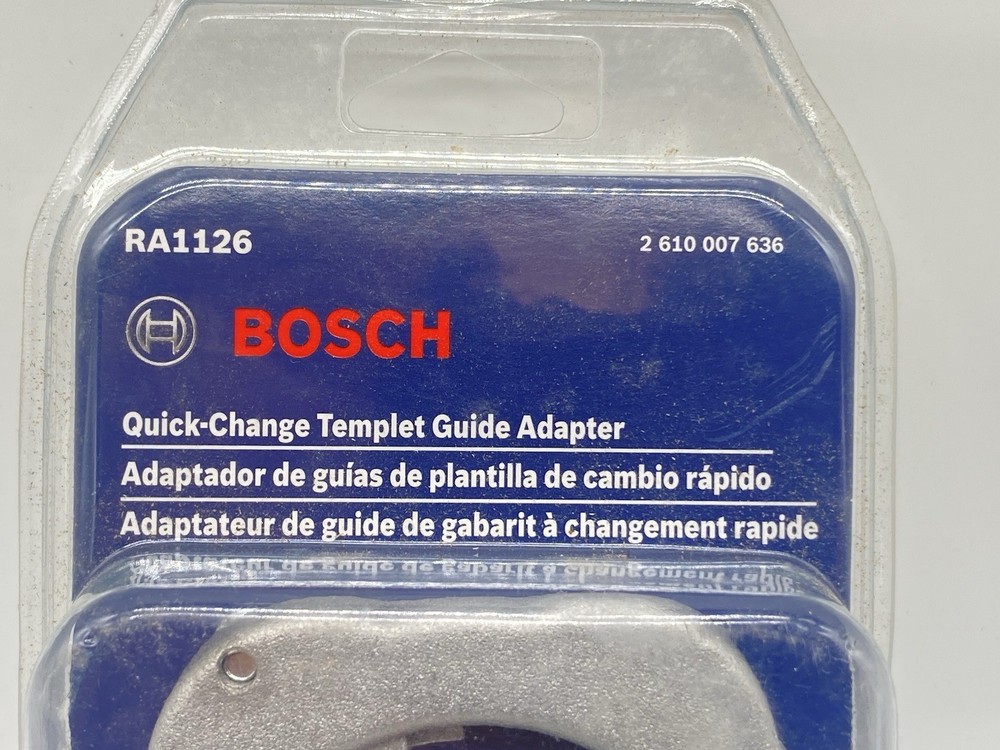 RA1126
2 610 007 636
BOSCH
Quick-Change Templet Guide Adapter
Adaptador de guías de plantilla de cambio rápido
Adaptateur de guide de gabarit à changement rapide